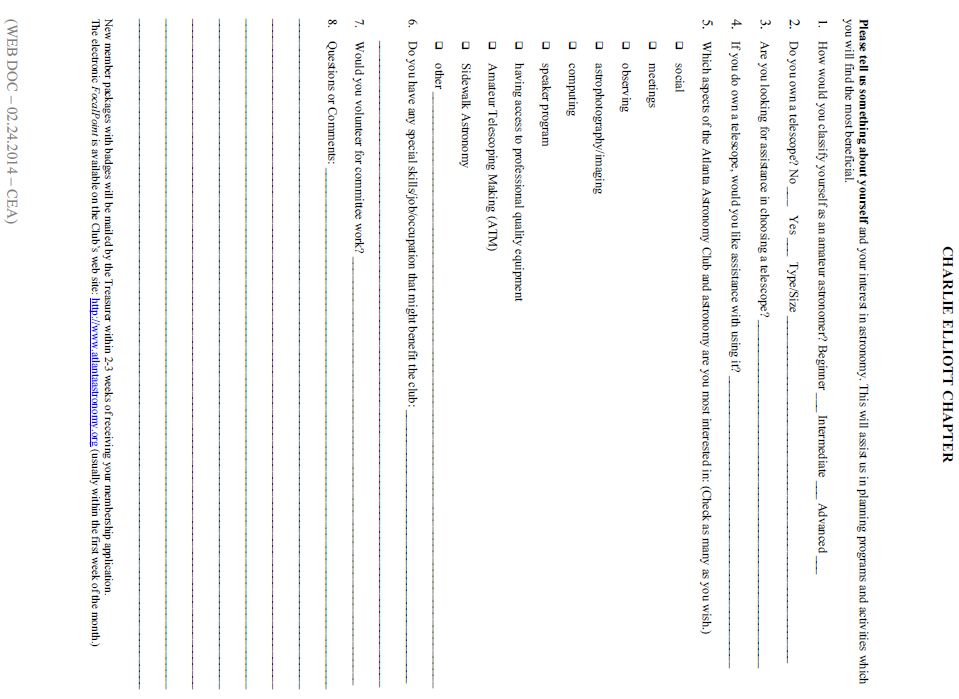 CHARLIE ELLIOTT CHAPTER
Please tell us something about yourself and your interest in astronomy. This will assist us in planning programs and activities which
you will find the most beneficial.
1. How would you classify yourself as an amateur astronomer? Beginner ___ Intermediate ___ Advanced ___
2. Do you own a telescope? No ___ Yes ___ Type/Size ___
3. Are you looking for assistance in choosing a telescope? ___
4. If you do own a telescope, would you like assistance with using it? ___
5. Which aspects of the Atlanta Astronomy Club and astronomy are you most interested in: (Check as many as you wish.)
❑ social
❑ meetings
❑ observing
❑ astrophotography/imaging
❑ computing
❑ speaker program
❑ having access to professional quality equipment
❑ Amateur Telescoping Making (ATM)
❑ Sidewalk Astronomy
❑ other ___
6. Do you have any special skills/job/occupation that might benefit the club: ___
7. Would you volunteer for committee work? ___
8. Questions or Comments: ___
New member packages with badges will be mailed by the Treasurer within 2-3 weeks of receiving your membership application.
The electronic FocalPoint is available on the Club's web site: http://www.atlantaastronomy.org (usually within the first week of the month.)
(WEB DOC – 02.24.2014 – CEA)